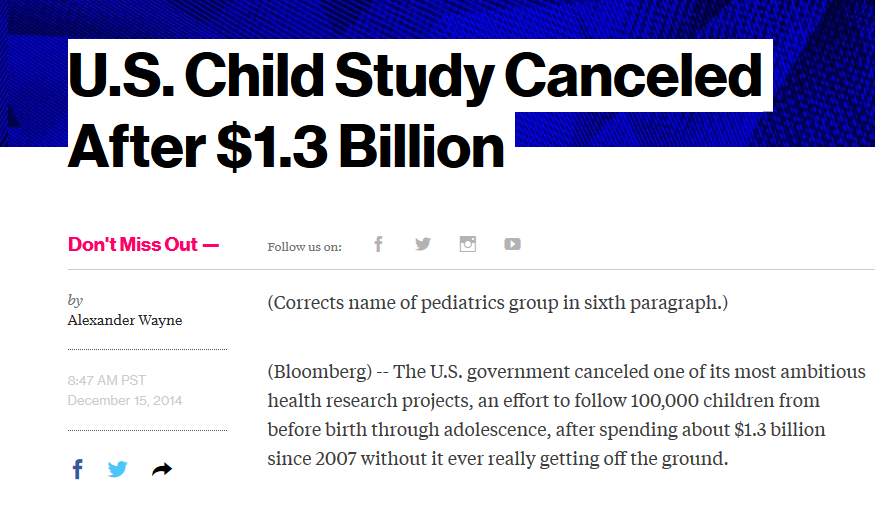 U.S. Child Study Canceled
After $1.3 Billion
Don't Miss Out —
Follow us on:
by
Alexander Wayne
8:47 AM PST
December 15, 2014
(Corrects name of pediatrics group in sixth paragraph.)
(Bloomberg) -- The U.S. government canceled one of its most ambitious
health research projects, an effort to follow 100,000 children from
before birth through adolescence, after spending about $1.3 billion
since 2007 without it ever really getting off the ground.